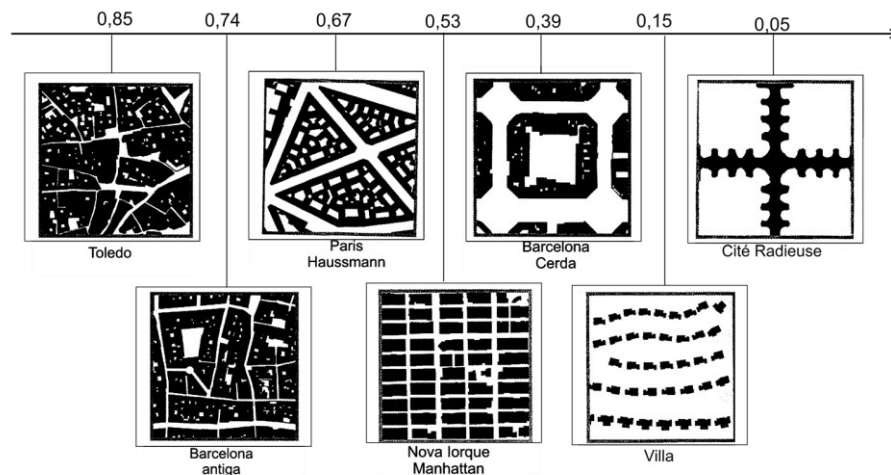 0,85
0,74
0,67
0,53
0,39
0,15
0,05
Toledo
Paris
Haussmann
Barcelona
Cerda
Cité Radieuse
Barcelona
antiga
Nova Iorque
Manhattan
Villa